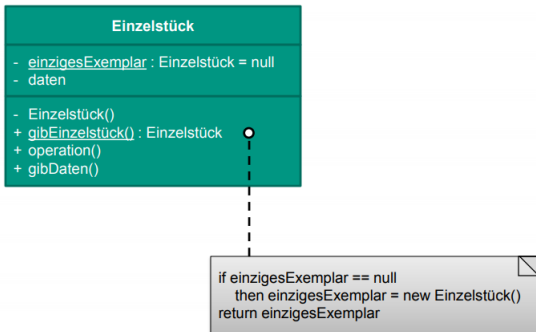 Einzelstück
- einzigesExemplar : Einzelstück = null
- daten
- Einzelstück()
+ gibEinzelstück() : Einzelstück
+ operation()
+ gibDaten()
if einzigesExemplar == null
then einzigesExemplar = new Einzelstück()
return einzigesExemplar